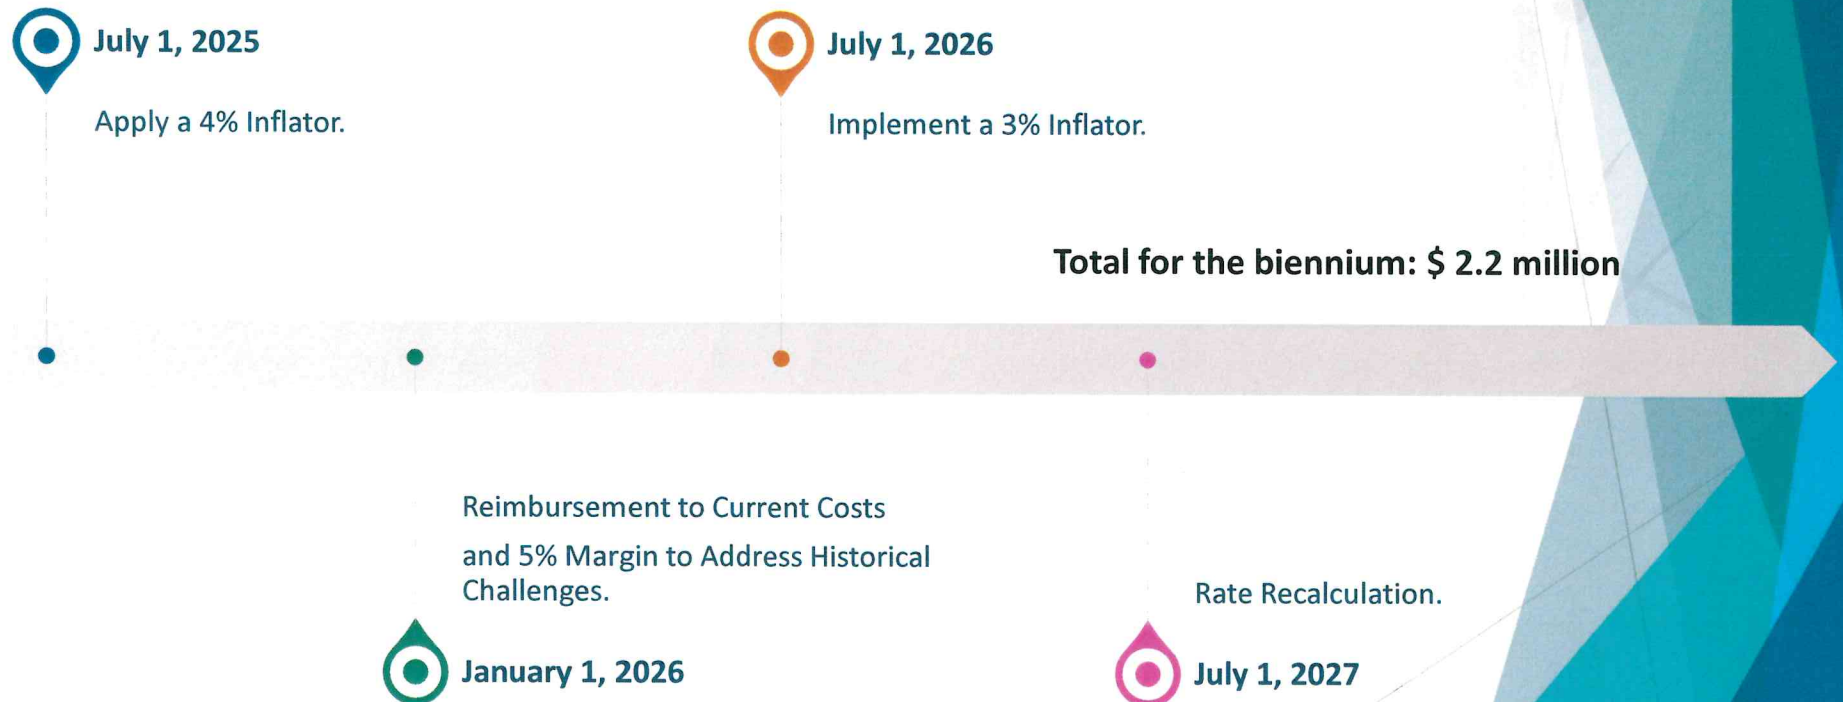 July 1, 2025
Apply a 4% Inflator.
July 1, 2026
Implement a 3% Inflator.
Total for the biennium: $ 2.2 million
Reimbursement to Current Costs
and 5% Margin to Address Historical
Challenges.
January 1, 2026
Rate Recalculation.
July 1, 2027